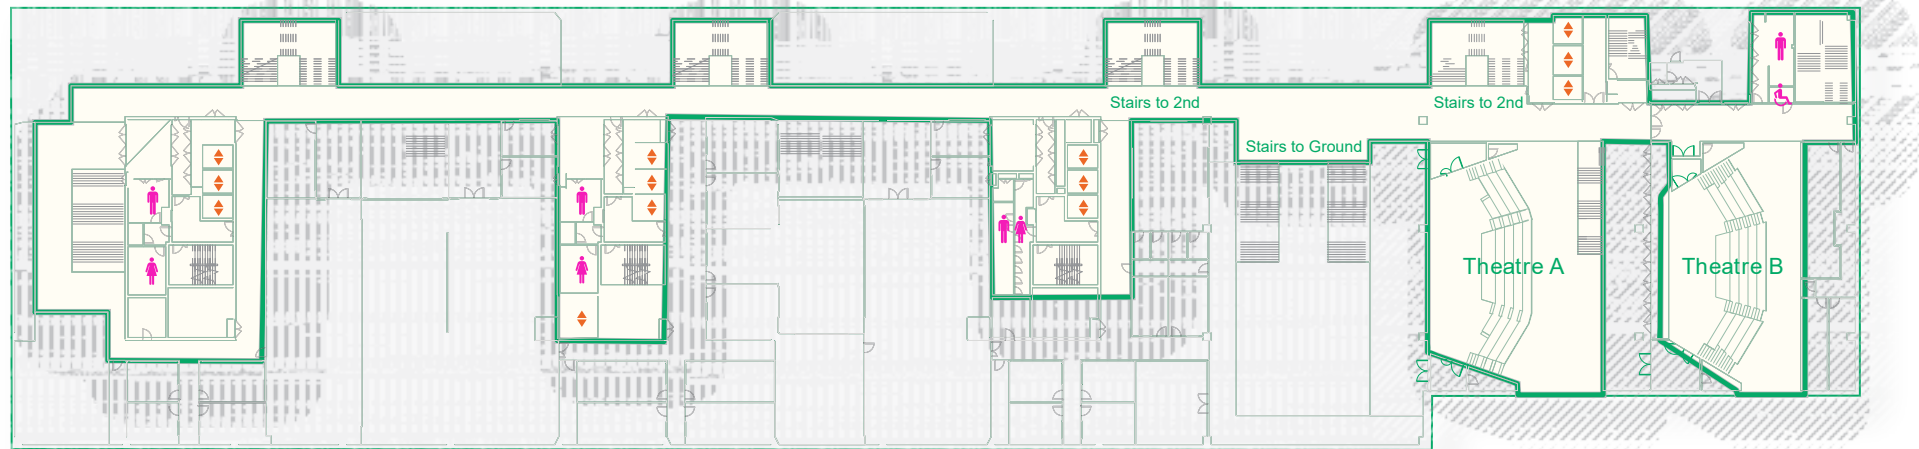 Stairs to 2nd
Stairs to 2nd
Stairs to Ground
Theatre A
Theatre B